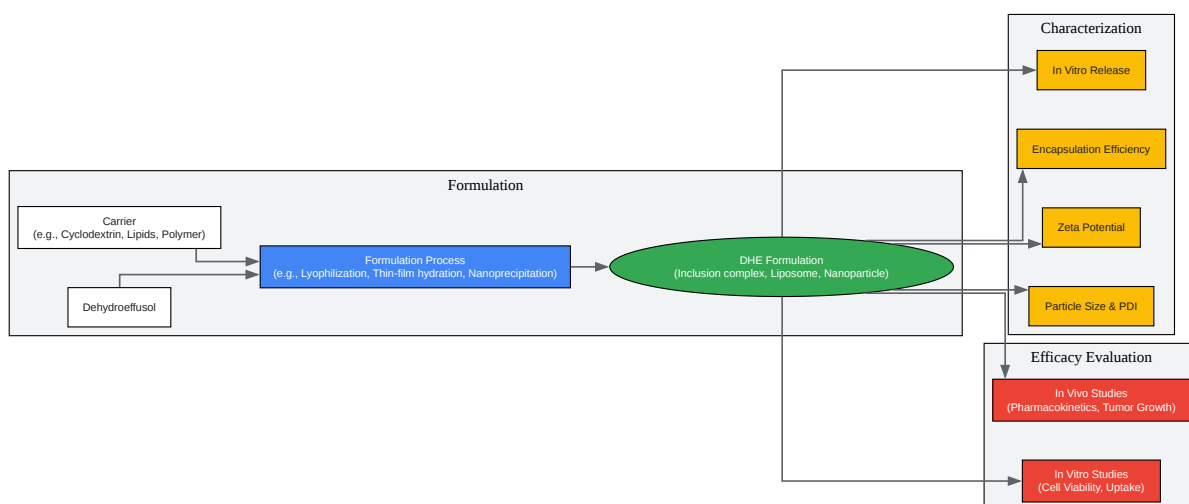 Characterization
In Vitro Release
Encapsulation Efficiency
Formulation
Carrier
(e.g., Cyclodextrin, Lipids, Polymer)
Zeta Potential
Formulation Process
(e.g., Lyophilization, Thin-film hydration, Nanoprecipitation)
DHE Formulation
(Inclusion complex, Liposome, Nanoparticle)
Dehydroeffusol
Particle Size & PDI
Efficacy Evaluation
In Vivo Studies
(Pharmacokinetics, Tumor Growth)
In Vitro Studies
(Cell Viability, Uptake)